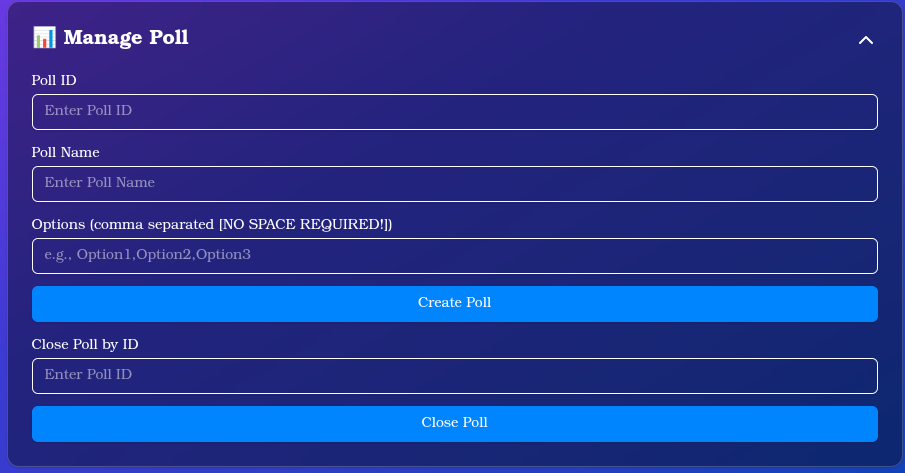 📊 Manage Poll
Poll ID
Enter Poll ID
Poll Name
Enter Poll Name
Options (comma separated [NO SPACE REQUIRED!])
e.g., Option1,Option2,Option3
Create Poll
Close Poll by ID
Enter Poll ID
Close Poll